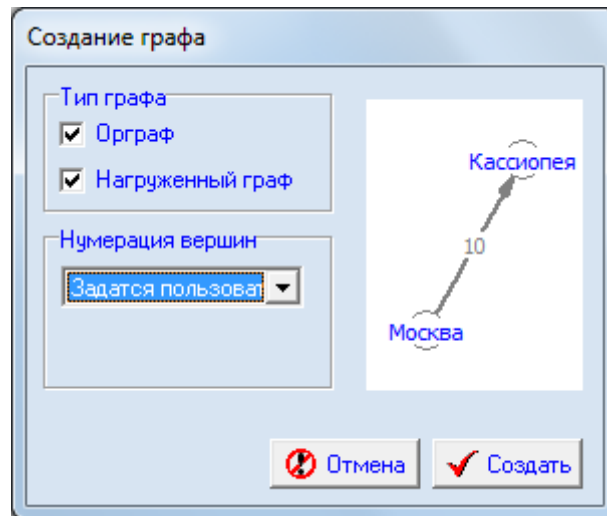 Создание графа
Тип графа
Орграф
Нагруженный граф
Кассиопея
10
Москва
Нумерация вершин
Задатся пользоват
Отмена
Создать